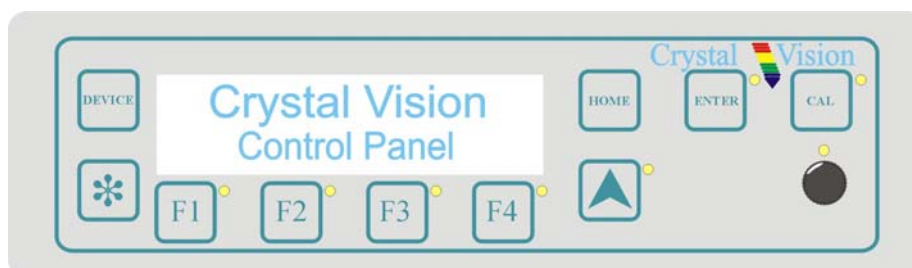 Crystal Vision
DEVICE
Crystal Vision
Control Panel
HOME
ENTER
CAL
F1
F2
F3
F4